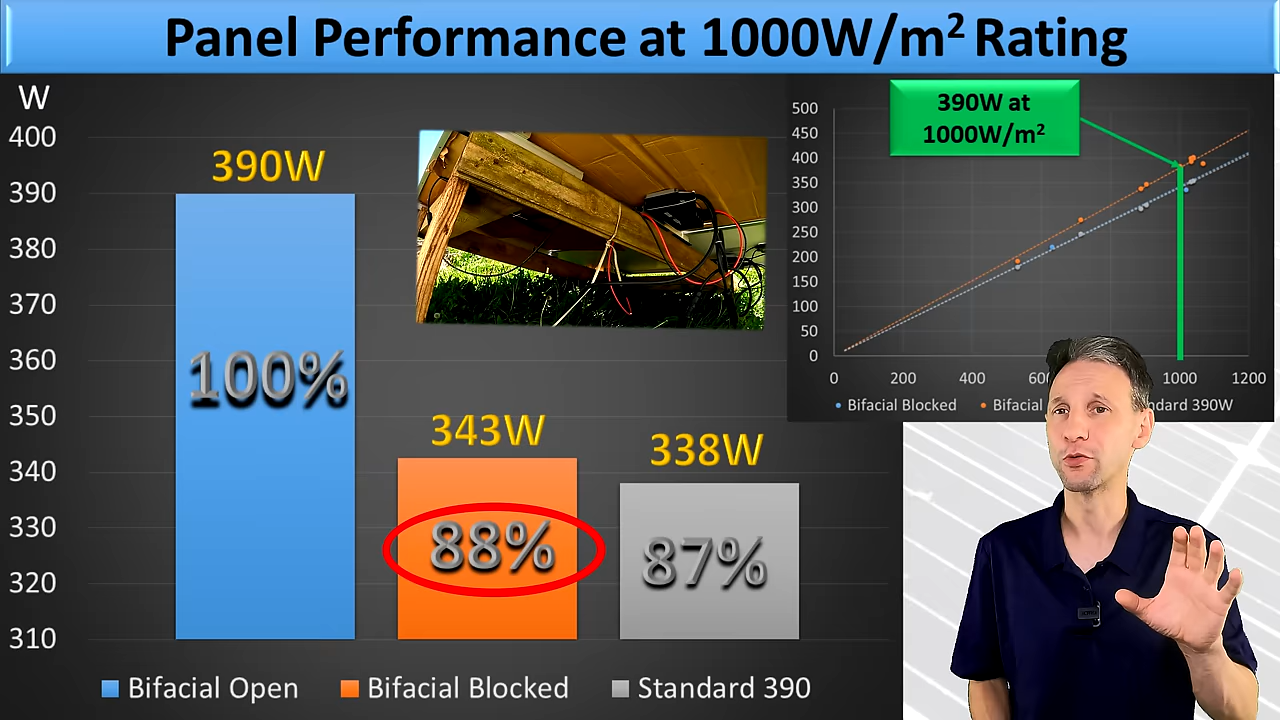 Panel Performance at 1000W/m² Rating
W
400
390
380
370
360
350
340
330
320
310
390W
100%
343W
88%
338W
87%
Bifacial Open
Bifacial Blocked
Standard 390
390W at
1000W/m²
500
450
400
350
300
250
200
150
100
50
0
0 200 400 1000 1200
Bifacial Blocked Bifacial 390W